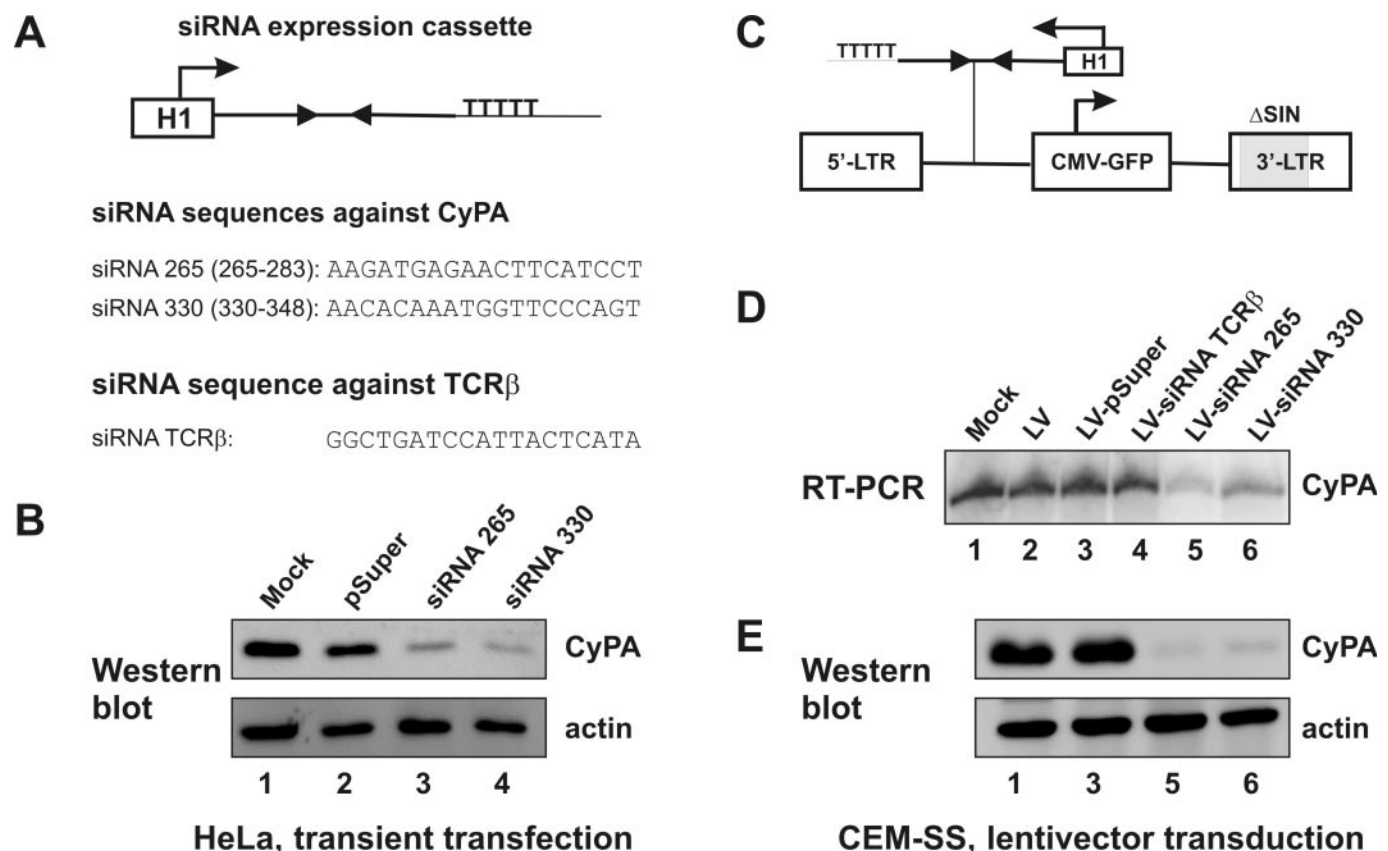 A
siRNA expression cassette
H1
TTTTT
siRNA sequences against CyPA
siRNA 265 (265-283): AAGATGAGAACTTCATCCT
siRNA 330 (330-348): AACACAAATGGTTCCCAGT
siRNA sequence against TCRβ
siRNA TCRβ: GGCTGATCCATTACTCATA
B
Mock
pSuper
siRNA 265
siRNA 330
Western
blot
CyPA
actin
1 2 3 4
HeLa, transient transfection
C
TTTTT
H1
ΔSIN
5'-LTR
CMV-GFP
3'-LTR
D
Mock
LV
LV-pSuper
LV-siRNA TCRβ
LV-siRNA 265
LV-siRNA 330
RT-PCR
CyPA
1 2 3 4 5 6
E
Western
blot
CyPA
actin
1 3 5 6
CEM-SS, lentivector transduction